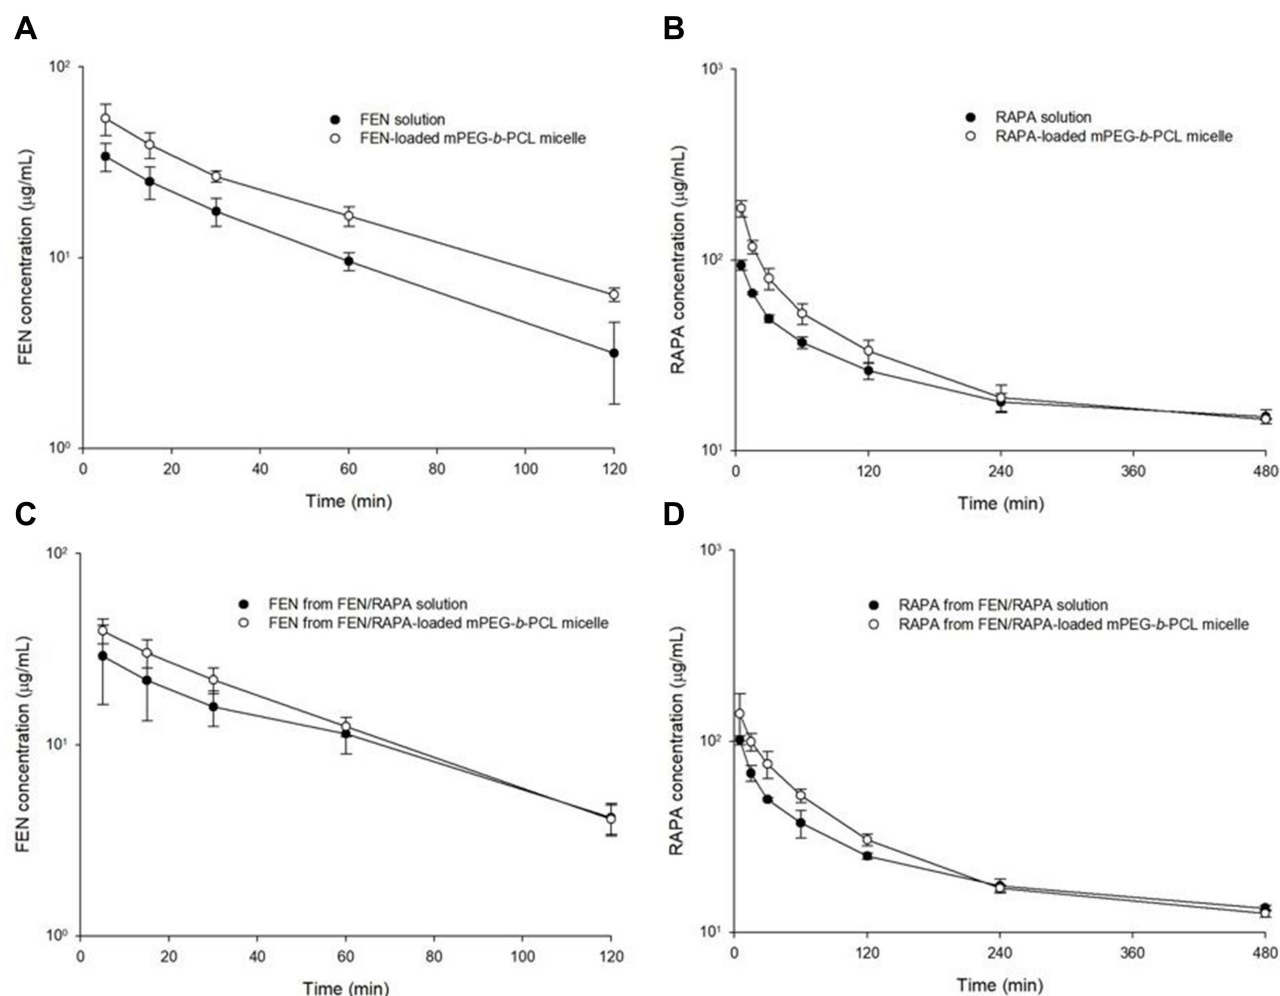 A
10²
FEN solution
FEN-loaded mPEG-b-PCL micelle
FEN concentration (µg/mL)
10¹
10⁰
0 20 40 60 80 100 120
Time (min)
B
10³
RAPA solution
RAPA-loaded mPEG-b-PCL micelle
RAPA concentration (µg/mL)
10²
10¹
0 120 240 360 480
Time (min)
C
10²
FEN from FEN/RAPA solution
FEN from FEN/RAPA-loaded mPEG-b-PCL micelle
FEN concentration (µg/mL)
10¹
10⁰
0 20 40 60 80 100 120
Time (min)
D
10³
RAPA from FEN/RAPA solution
RAPA from FEN/RAPA-loaded mPEG-b-PCL micelle
RAPA concentration (µg/mL)
10²
10¹
0 120 240 360 480
Time (min)